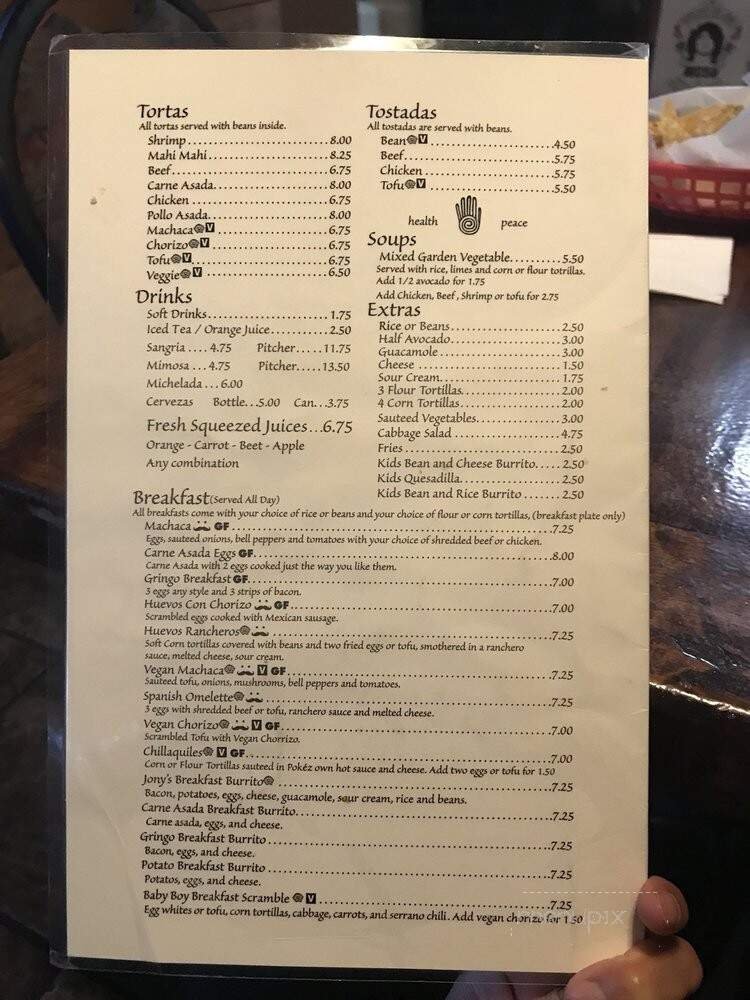 Tortas
All tortas served with beans inside.
Shrimp 8.00
Mahi Mahi 8.25
Beef 6.75
Carne Asada 8.00
Chicken 6.75
Pollo Asada 8.00
Machaca V 6.75
Chorizo V 6.75
Tofu V 6.75
Veggie V 6.50
Drinks
Soft Drinks 1.75
Iced Tea / Orange Juice 2.50
Sangria .... 4.75 Pitcher 11.75
Mimosa ... 4.75 Pitcher 13.50
Michelada ... 6.00
Cervezas Bottle...5.00 Can...3.75
Fresh Squeezed Juices...6.75
Orange - Carrot - Beet - Apple
Any combination
Tostadas
All tostadas are served with beans.
Bean V 4.50
Beef 5.75
Chicken 5.75
Tofu V 5.50
health peace
Soups
Mixed Garden Vegetable 5.50
Served with rice, limes and corn or flour totrillas.
Add 1/2 avocado for 1.75
Add Chicken, Beef, Shrimp or tofu for 2.75
Extras
Rice or Beans 2.50
Half Avocado 3.00
Guacamole 3.00
Cheese 1.50
Sour Cream 1.75
3 Flour Tortillas 2.00
4 Corn Tortillas 2.00
Sauteed Vegetables 3.00
Cabbage Salad 4.75
Fries 2.50
Kids Bean and Cheese Burrito 2.50
Kids Quesadilla 2.50
Kids Bean and Rice Burrito 2.50
Breakfast (Served All Day)
All breakfasts come with your choice of rice or beans and your choice of flour or corn tortillas, (breakfast plate only)
Machaca GF 7.25
Eggs, sauteed onions, bell peppers and tomatoes with your choice of shredded beef or chicken.
Carne Asada Eggs GF 8.00
Carne Asada with 2 eggs cooked just the way you like them.
Gringo Breakfast GF 7.00
3 eggs any style and 3 strips of bacon.
Huevos Con Chorizo GF 7.00
Scrambled eggs cooked with Mexican sausage.
Huevos Rancheros 7.25
Soft Corn tortillas covered with beans and two fried eggs or tofu, smothered in a ranchero
sauce, melted cheese, sour cream.
Vegan Machaca V GF 7.25
Sauteed tofu, onions, mushrooms, bell peppers and tomatoes.
Spanish Omelette 7.25
3 eggs with shredded beef or tofu, ranchero sauce and melted cheese.
Vegan Chorizo V GF 7.00
Scrambled Tofu with Vegan Chorrizo.
Chillaquiles V GF 7.00
Corn or Flour Tortillas sauteed in Pokéz own hot sauce and cheese. Add two eggs or tofu for 1.50
Jony's Breakfast Burrito 7.25
Bacon, potatoes, eggs, cheese, guacamole, sour cream, rice and beans.
Carne Asada Breakfast Burrito 7.25
Carne asada, eggs, and cheese.
Gringo Breakfast Burrito 7.25
Bacon, eggs, and cheese.
Potato Breakfast Burrito 7.25
Potatos, eggs, and cheese.
Baby Boy Breakfast Scramble V 7.25
Egg whites or tofu, corn tortillas, cabbage, carrots, and serrano chili. Add vegan chorizo for 1.50